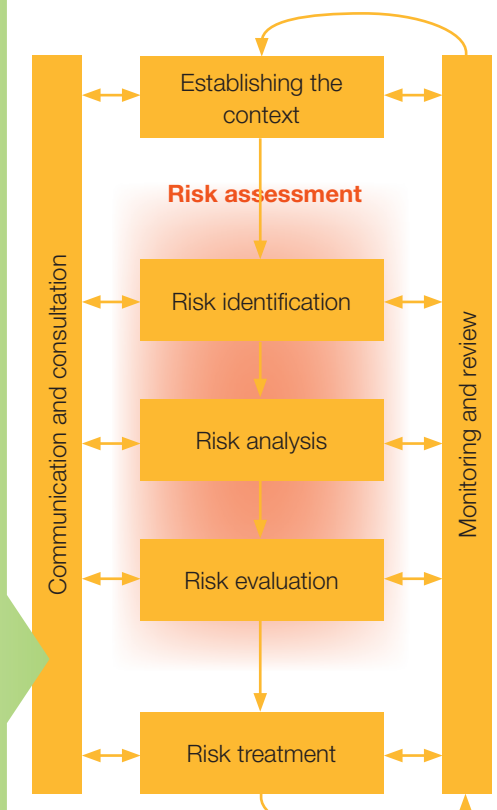 Establishing the
context
Risk assessment
Communication and consultation
Risk identification
Monitoring and review
Risk analysis
Risk evaluation
Risk treatment